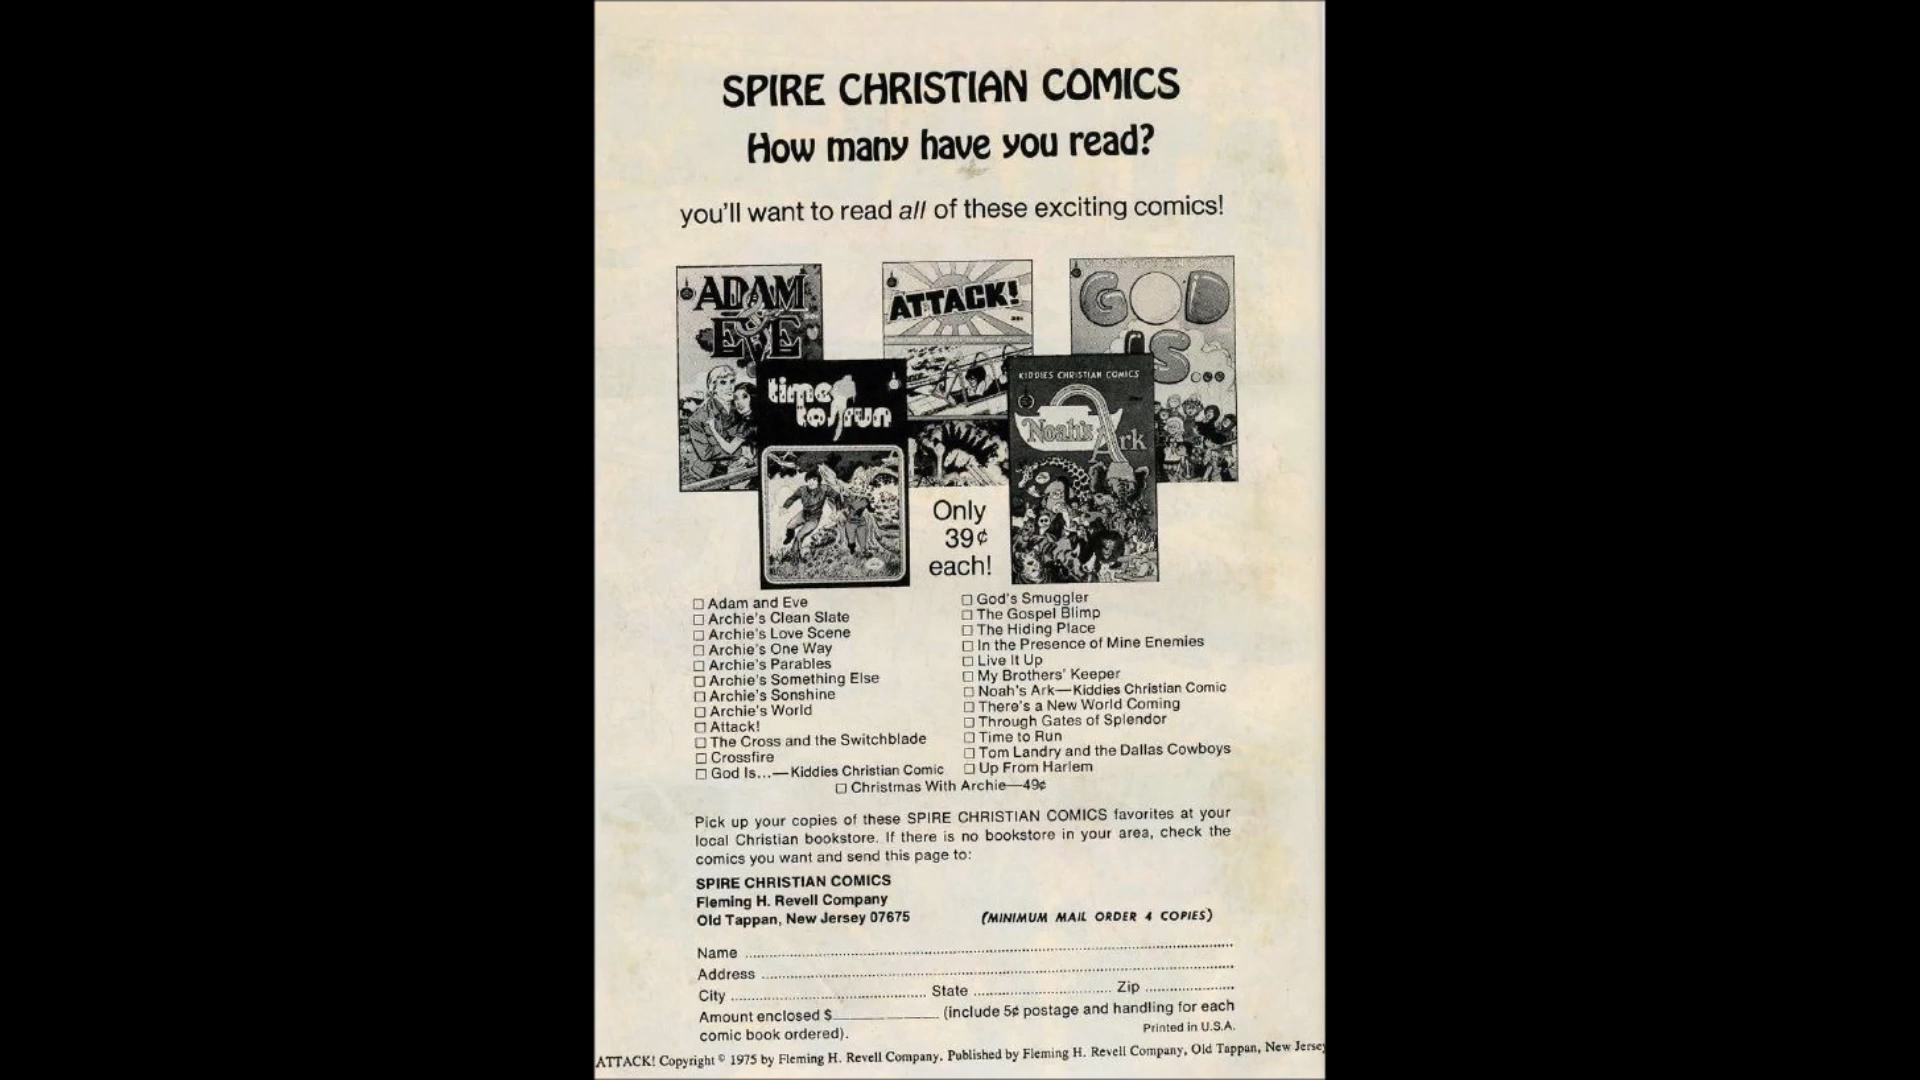 SPIRE CHRISTIAN COMICS
How many have you read?
you'll want to read all of these exciting comics!
ADAM
&
EVE
ATTACK!
GOD
IS...
time
to run
KIDDIES CHRISTIAN COMICS
Noah's
Ark
Only
39¢
each!
☐ Adam and Eve
☐ Archie's Clean Slate
☐ Archie's Love Scene
☐ Archie's One Way
☐ Archie's Parables
☐ Archie's Something Else
☐ Archie's Sonshine
☐ Archie's World
☐ Attack!
☐ The Cross and the Switchblade
☐ Crossfire
☐ God Is...—Kiddies Christian Comic
☐ God's Smuggler
☐ The Gospel Blimp
☐ The Hiding Place
☐ In the Presence of Mine Enemies
☐ Live It Up
☐ My Brothers' Keeper
☐ Noah's Ark—Kiddies Christian Comic
☐ There's a New World Coming
☐ Through Gates of Splendor
☐ Time to Run
☐ Tom Landry and the Dallas Cowboys
☐ Up From Harlem
☐ Christmas With Archie—49¢
Pick up your copies of these SPIRE CHRISTIAN COMICS favorites at your
local Christian bookstore. If there is no bookstore in your area, check the
comics you want and send this page to:
SPIRE CHRISTIAN COMICS
Fleming H. Revell Company
Old Tappan, New Jersey 07675 (MINIMUM MAIL ORDER 4 COPIES)
Name
Address
City State Zip
Amount enclosed $ (include 5¢ postage and handling for each
comic book ordered). Printed in U.S.A.
ATTACK! Copyright © 1975 by Fleming H. Revell Company. Published by Fleming H. Revell Company, Old Tappan, New Jersey